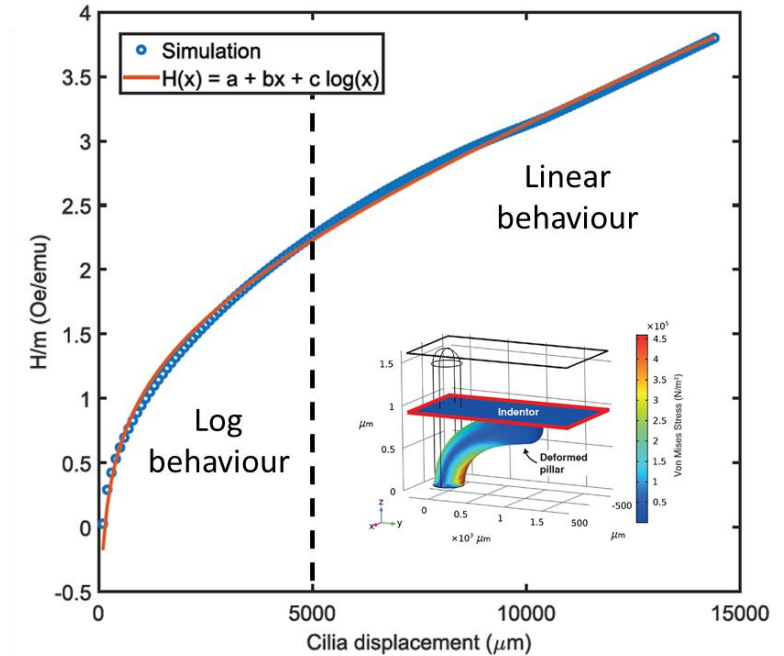 4
3.5
3
2.5
2
1.5
1
0.5
0
-0.5
H/m (Oe/emu)
Simulation
H(x) = a + bx + c log(x)
Log
behaviour
Linear
behaviour
1.5
1
0.5
0
µm
Indentor
Deformed
pillar
z
x
y
0
0.5
1
1.5
500
-500
×10³ µm
µm
×10⁵
4.5
4
3.5
3
2.5
2
1.5
1
0.5
Von Mises Stress (N/m²)
0
5000
10000
15000
Cilia displacement (µm)